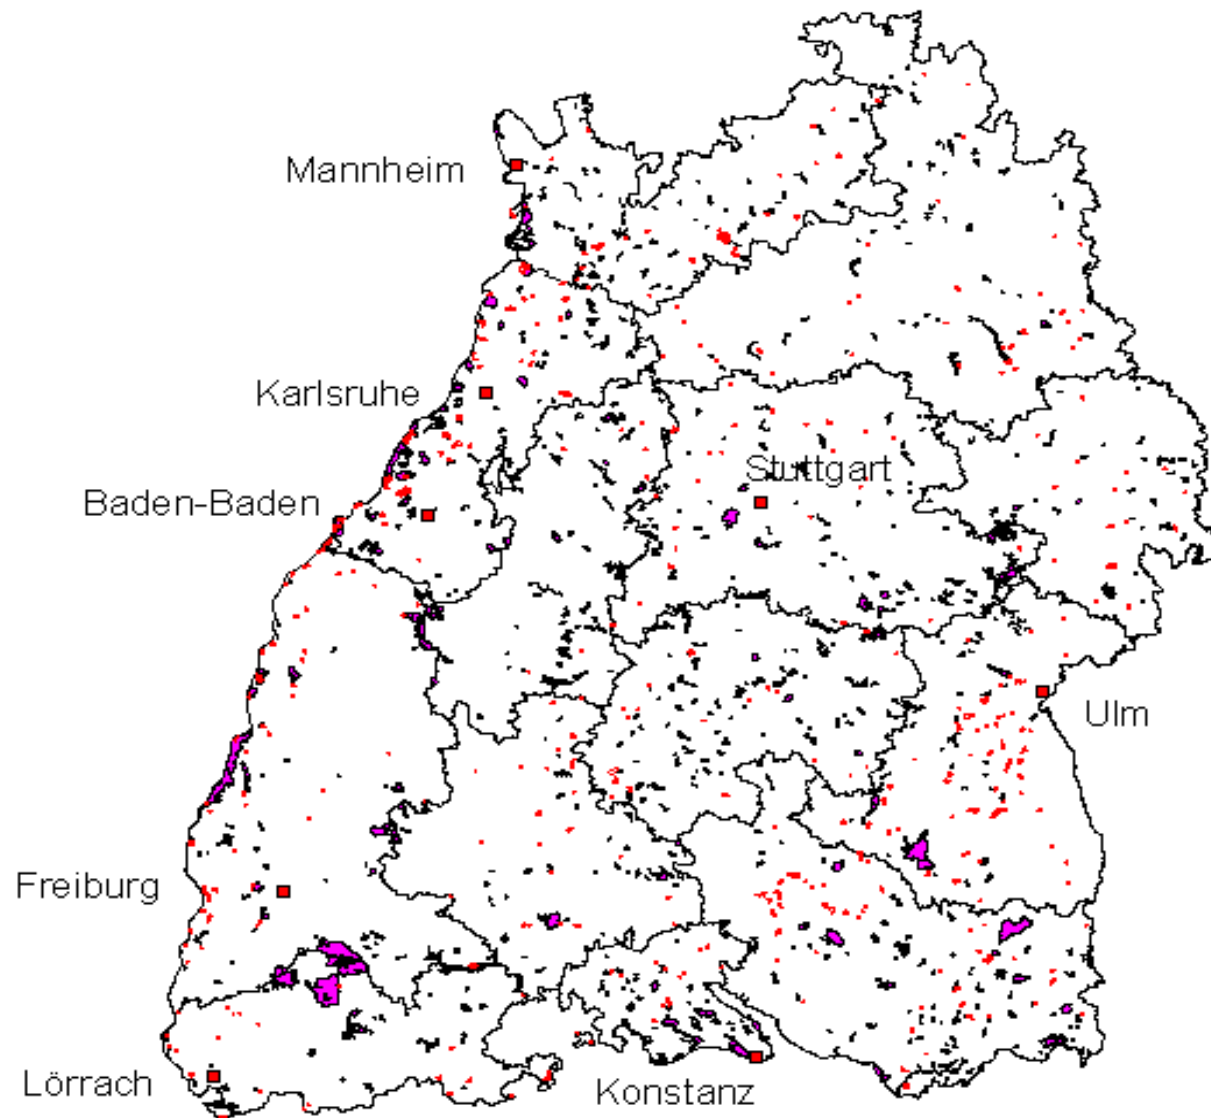 Mannheim
Karlsruhe
Stuttgart
Baden-Baden
Ulm
Freiburg
Lörrach
Konstanz